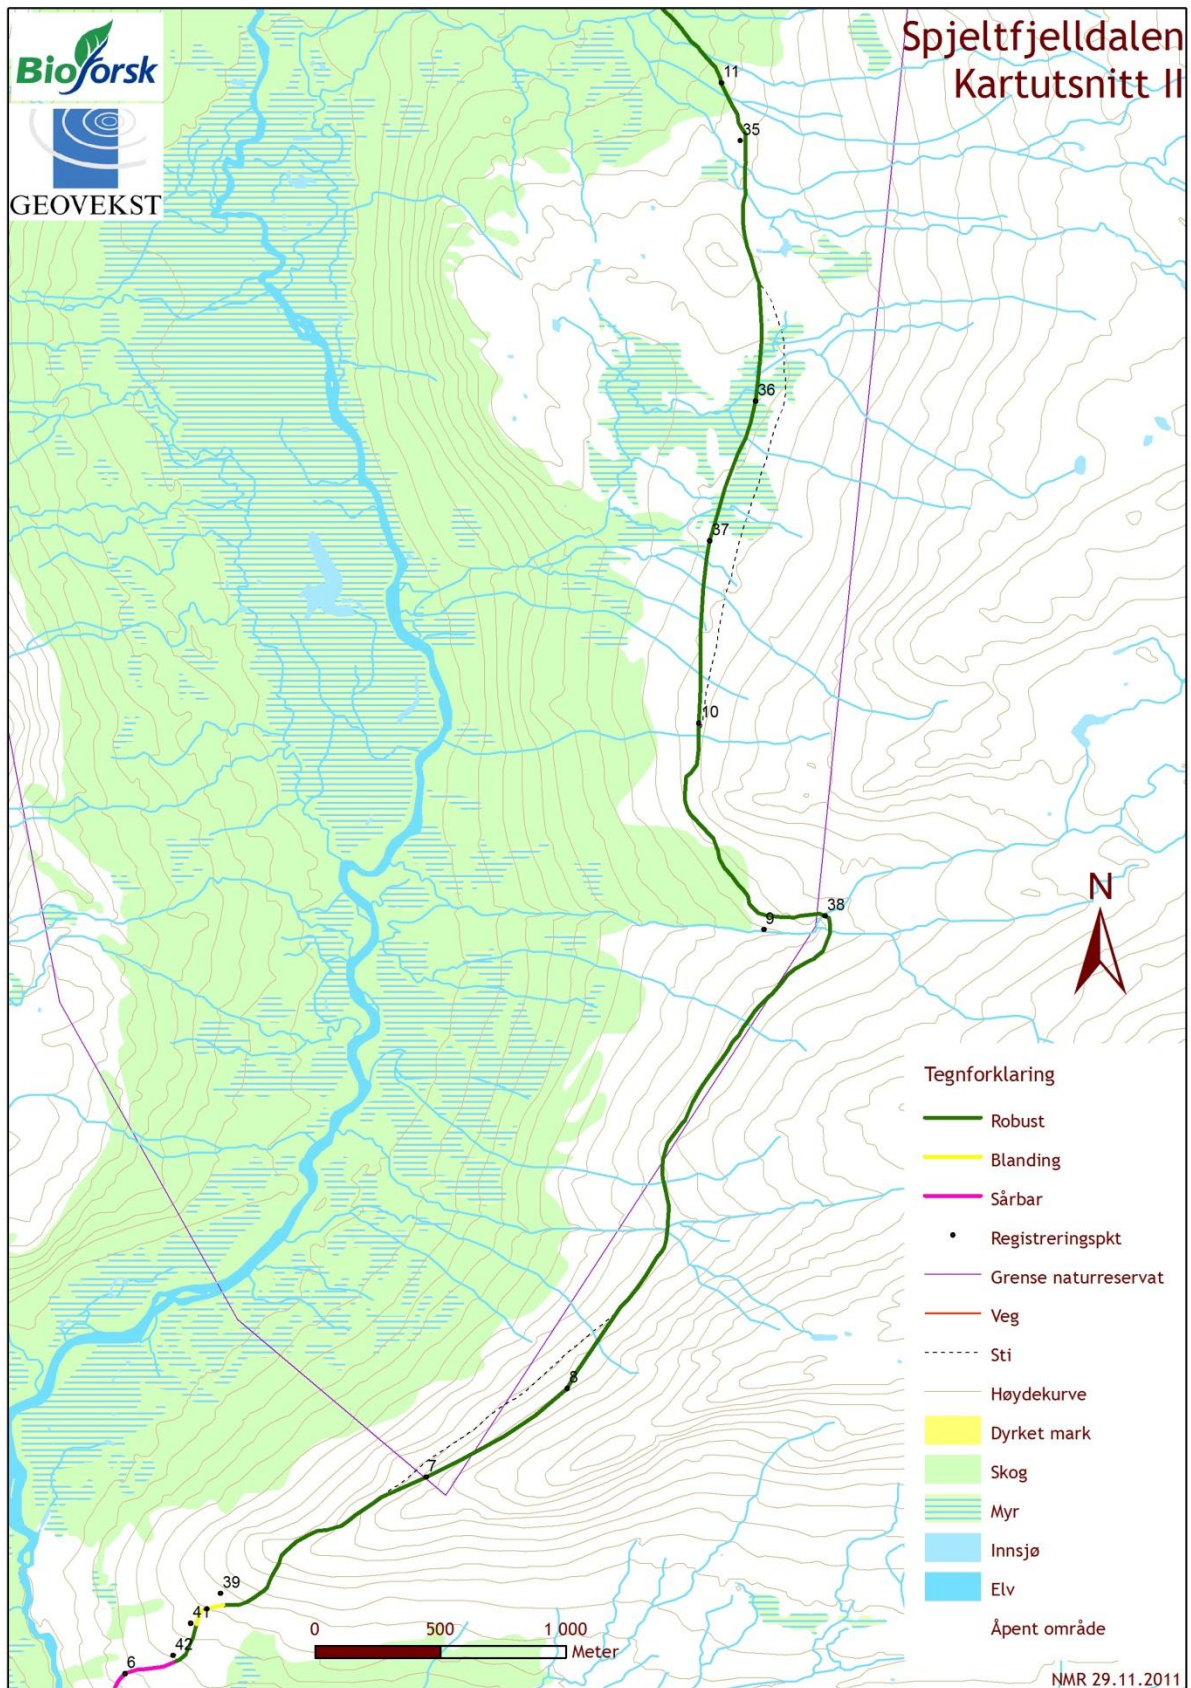 Bioforsk
GEOVEKST
Spjeltfjelldalen
Kartutsnitt II
11
35
36
37
10
38
9
N
8
7
39
41
42
6
0 500 1 000
Meter
Tegnforklaring
Robust
Blanding
Sårbar
Registreringspkt
Grense naturreservat
Veg
Sti
Høydekurve
Dyrket mark
Skog
Myr
Innsjø
Elv
Åpent område
NMR 29.11.2011